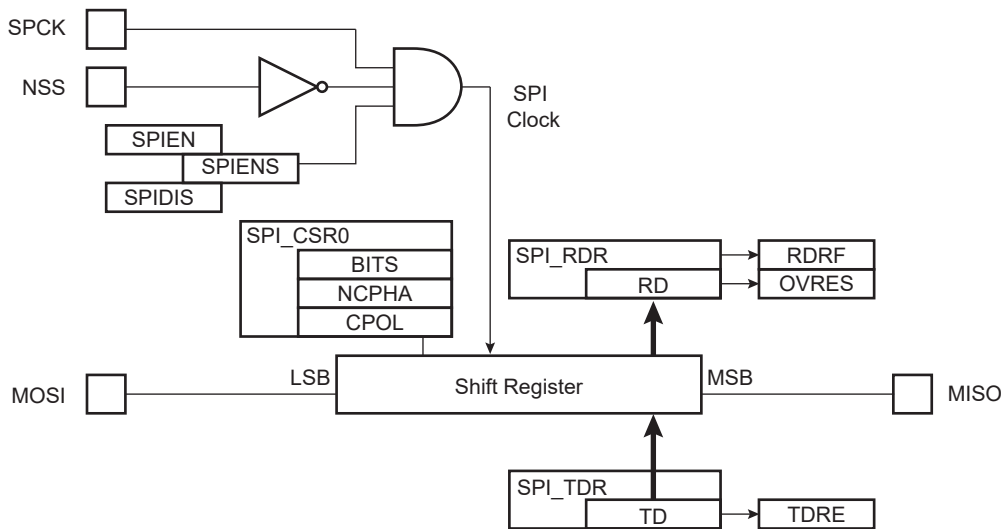 SPCK
NSS
SPI
Clock
SPIEN
SPIENS
SPIDIS
SPI_CSR0
BITS
NCPHA
CPOL
SPI_RDR
RD
RDRF
OVRES
MOSI
LSB
Shift Register
MSB
MISO
SPI_TDR
TD
TDRE